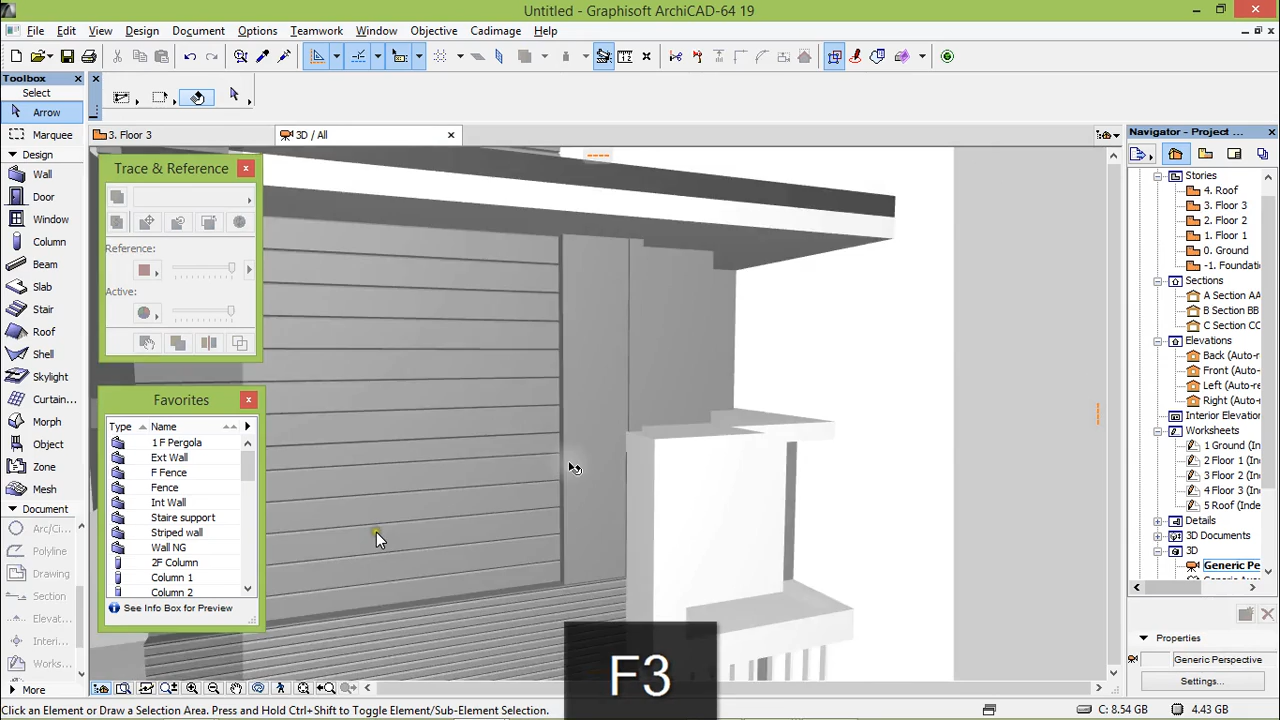 Untitled - Graphisoft ArchiCAD-64 19
File Edit View Design Document Options Teamwork Window Objective Cadimage Help
Toolbox
Select
Arrow
Marquee
Design
Wall
Door
Window
Column
Beam
Slab
Stair
Roof
Shell
Skylight
Curtain...
Morph
Object
Zone
Mesh
Document
Arc/Ci...
Polyline
Drawing
Section
Elevat...
Interi...
Works...
More
3. Floor 3
3D / All
Trace & Reference
Reference:
Active:
Favorites
Type Name
1 F Pergola
Ext Wall
F Fence
Fence
Int Wall
Staire support
Striped wall
Wall NG
2F Column
Column 1
Column 2
See Info Box for Preview
F3
Navigator - Project ...
Stories
4. Roof
3. Floor 3
2. Floor 2
1. Floor 1
0. Ground
-1. Foundatio
Sections
A Section AA
B Section BB
C Section CC
Elevations
Back (Auto-r
Front (Auto-r
Left (Auto-re
Right (Auto-r
Interior Elevation
Worksheets
1 Ground (In
2 Floor 1 (Ind
3 Floor 2 (Ind
4 Floor 3 (Ind
5 Roof (Inde
Details
3D Documents
3D
Generic Pe
Properties
Generic Perspective
Settings...
Click an Element or Draw a Selection Area. Press and Hold Ctrl+Shift to Toggle Element/Sub-Element Selection.
C: 8.54 GB
4.43 GB